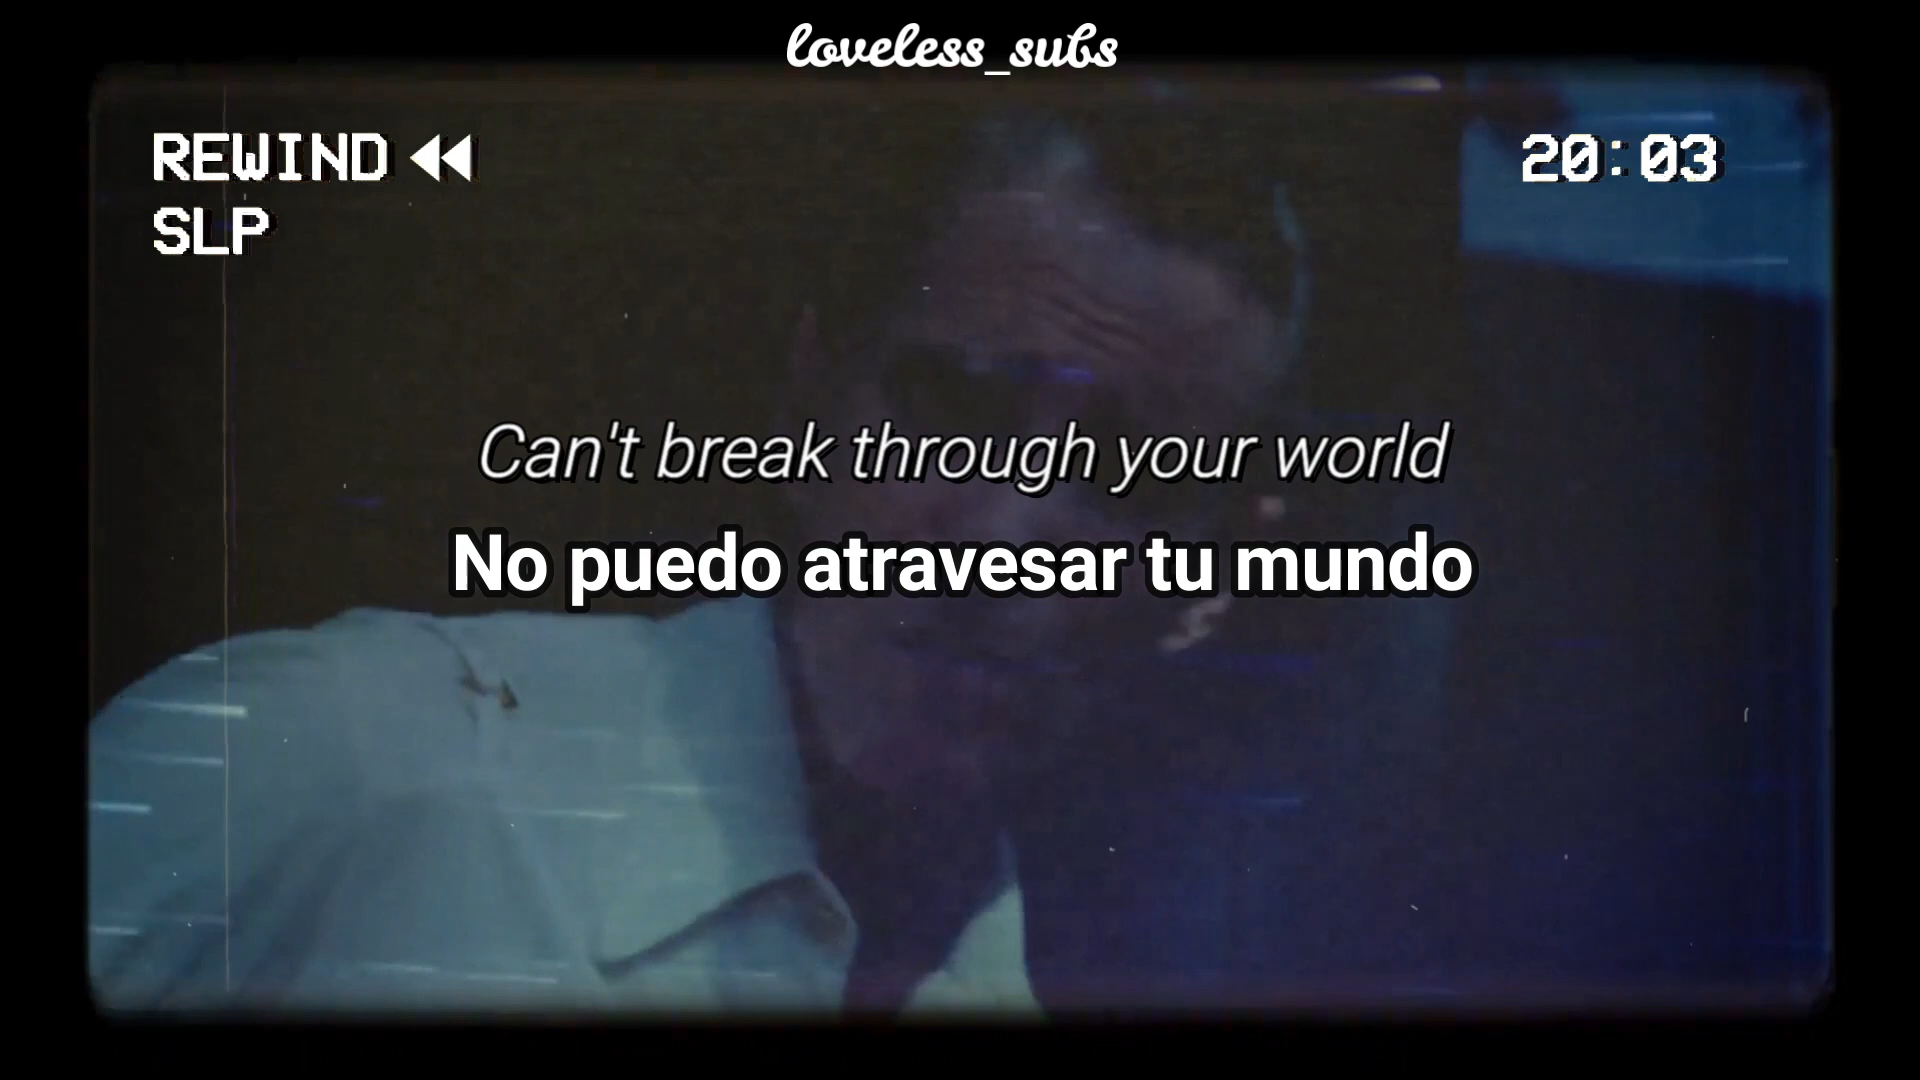 loveless_subs
REWIND
20:03
SLP
Can't break through your world
No puedo atravesar tu mundo